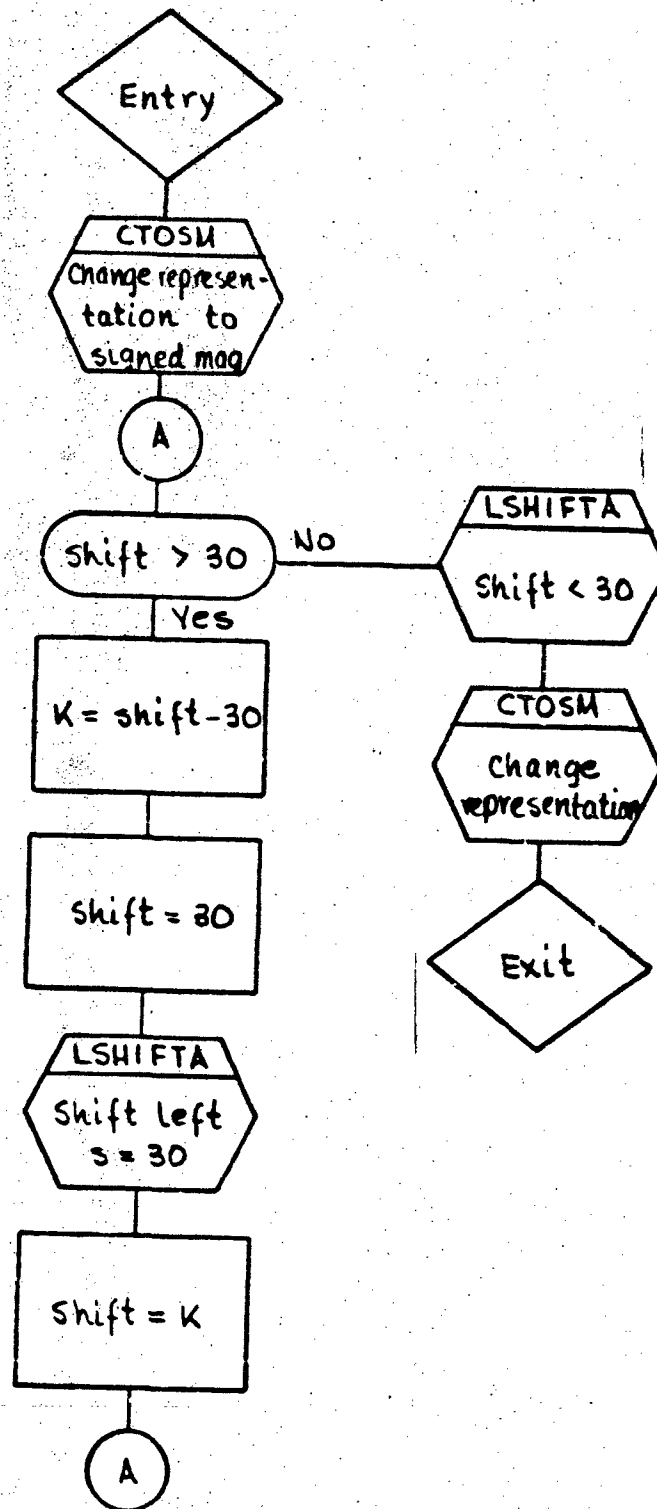 Entry
CTOSM
Change represen-
tation to
signed mag
A
Shift > 30
No
Yes
K = shift-30
Shift = 30
LSHIFTA
Shift left
s = 30
Shift = K
A
LSHIFTA
Shift < 30
CTOSM
Change
representation
Exit